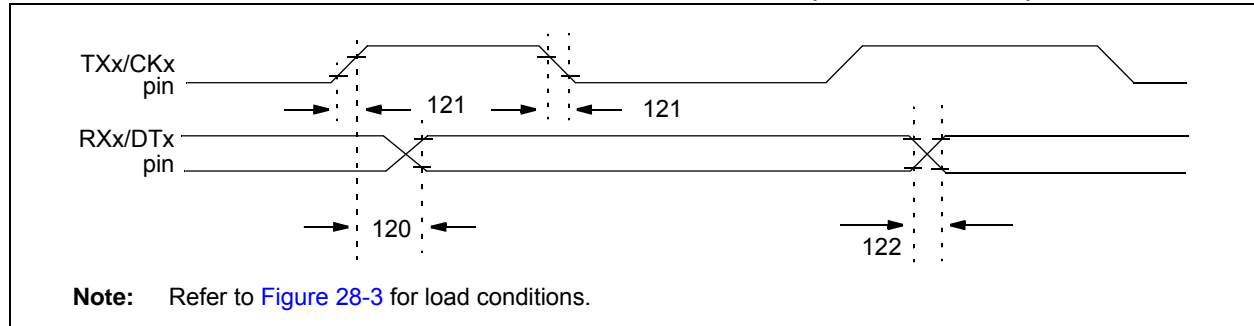 TXx/CKx
pin
121
121
RXx/DTx
pin
120
122
Note: Refer to Figure 28-3 for load conditions.